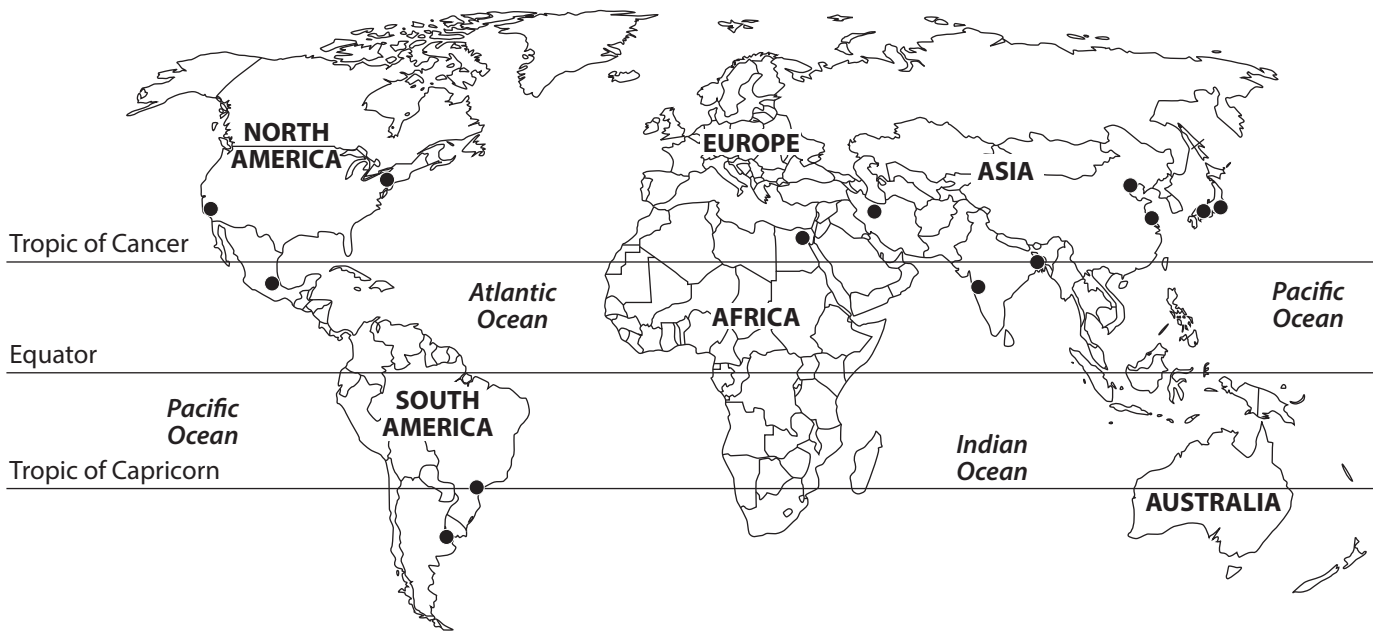 NORTH
AMERICA
EUROPE
ASIA
Tropic of Cancer
Atlantic
Ocean
AFRICA
Pacific
Ocean
Equator
Pacific
Ocean
SOUTH
AMERICA
Indian
Ocean
Tropic of Capricorn
AUSTRALIA